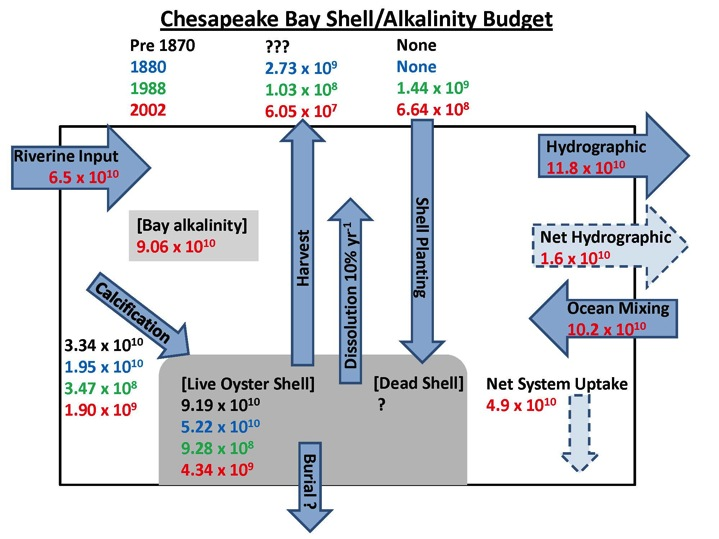 Chesapeake Bay Shell/Alkalinity Budget
Pre 1870 ??? None
1880 2.73 x 10⁹ None
1988 1.03 x 10⁸ 1.44 x 10⁹
2002 6.05 x 10⁷ 6.64 x 10⁸
Riverine Input
6.5 x 10¹⁰
Hydrographic
11.8 x 10¹⁰
[Bay alkalinity]
9.06 x 10¹⁰
Harvest
Dissolution 10% yr⁻¹
Shell Planting
Net Hydrographic
1.6 x 10¹⁰
Ocean Mixing
10.2 x 10¹⁰
Calcification
3.34 x 10¹⁰
1.95 x 10¹⁰
3.47 x 10⁸
1.90 x 10⁹
[Live Oyster Shell]
9.19 x 10¹⁰
5.22 x 10¹⁰
9.28 x 10⁸
4.34 x 10⁹
[Dead Shell]
?
Net System Uptake
4.9 x 10¹⁰
Burial ?